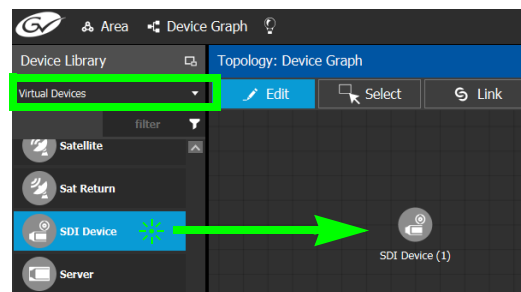 GV Area Device Graph
Device Library
Topology: Device Graph
Virtual Devices
Edit Select Link
filter
Satellite
Sat Return
SDI Device
SDI Device (1)
Server